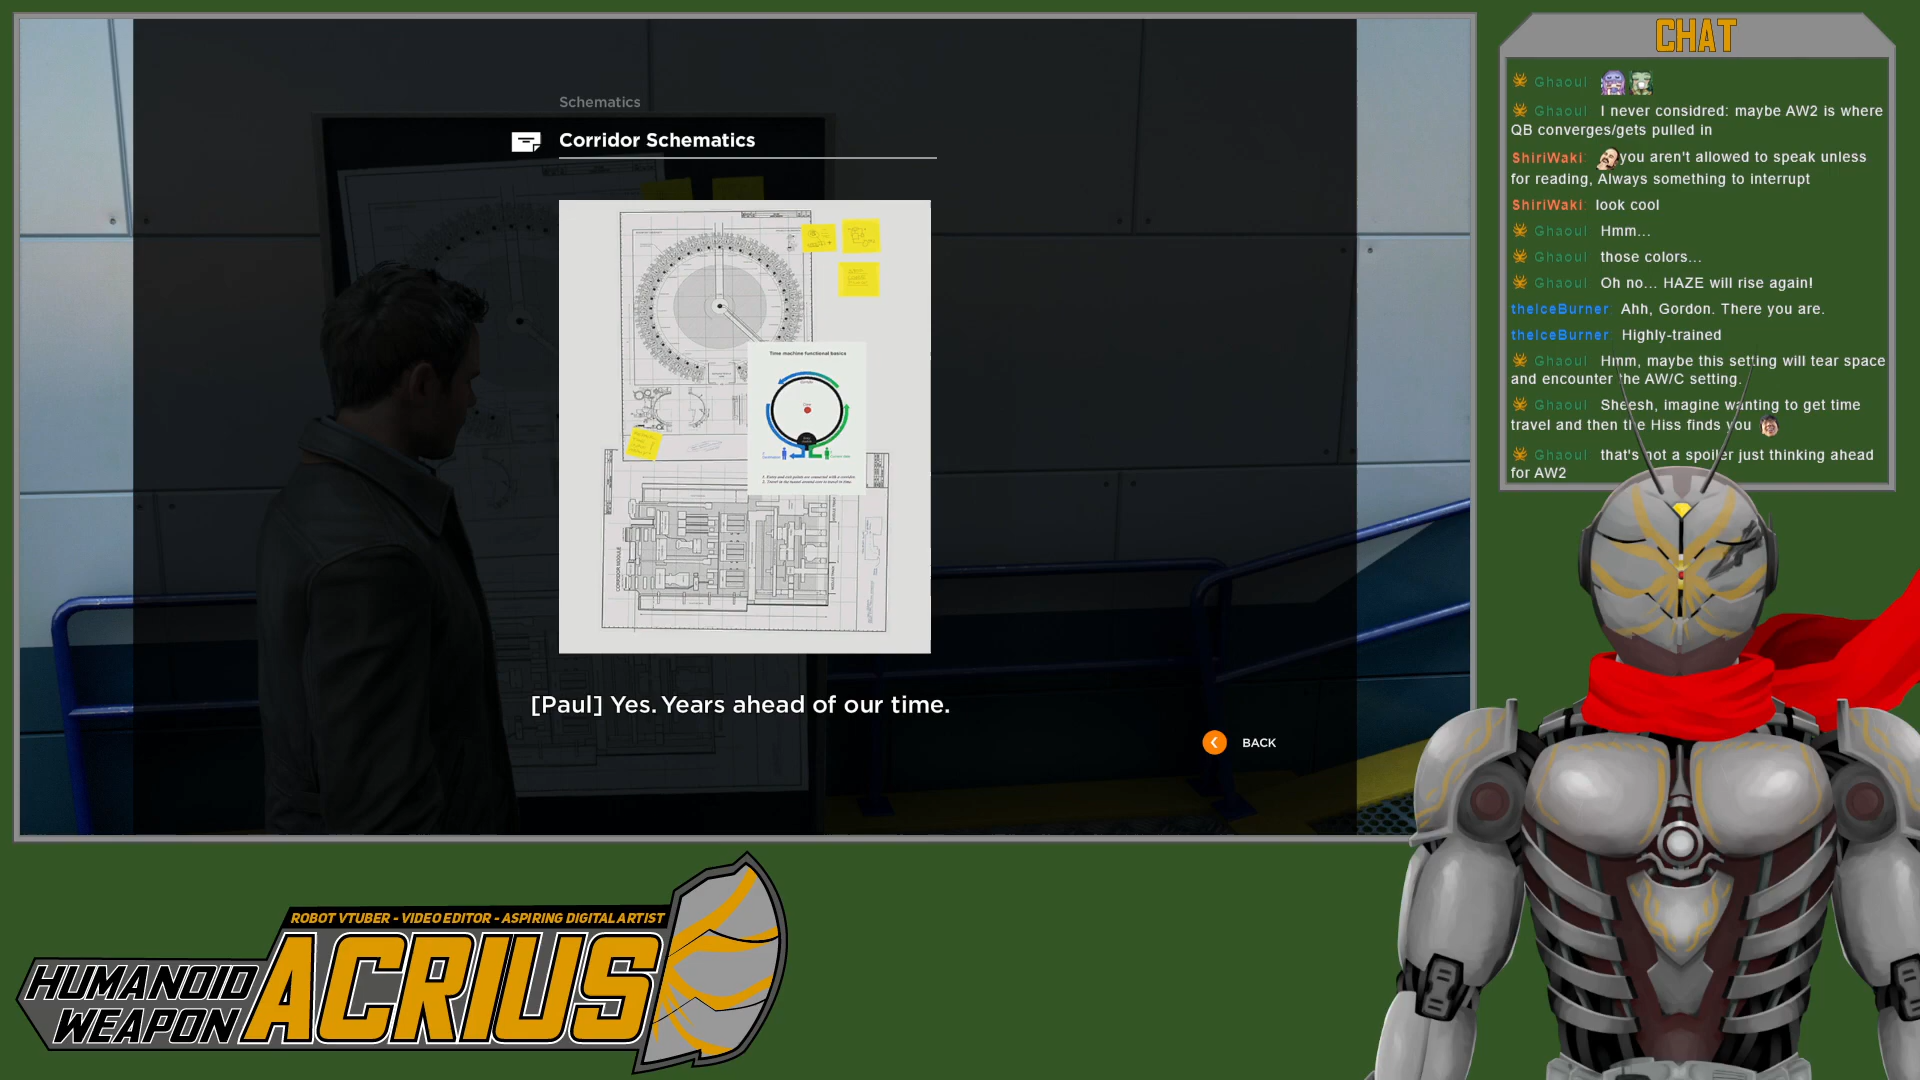 Schematics
Corridor Schematics
Time machine functional basics
CORRIDOR MODULE
[Paul] Yes. Years ahead of our time.
BACK
CHAT
Ghaoul
Ghaoul I never considred: maybe AW2 is where
QB converges/gets pulled in
ShiriWaki: you aren't allowed to speak unless
for reading, Always something to interrupt
ShiriWaki: look cool
Ghaoul Hmm...
Ghaoul those colors...
Ghaoul Oh no... HAZE will rise again!
theIceBurner: Ahh, Gordon. There you are.
theIceBurner: Highly-trained
Ghaoul Hmm, maybe this setting will tear space
and encounter the AW/C setting.
Ghaoul Sheesh, imagine wanting to get time
travel and then the Hiss finds you
Ghaoul that's not a spoiler just thinking ahead
for AW2
ROBOT VTUBER - VIDEO EDITOR - ASPIRING DIGITAL ARTIST
HUMANOID
WEAPON
ACRIUS